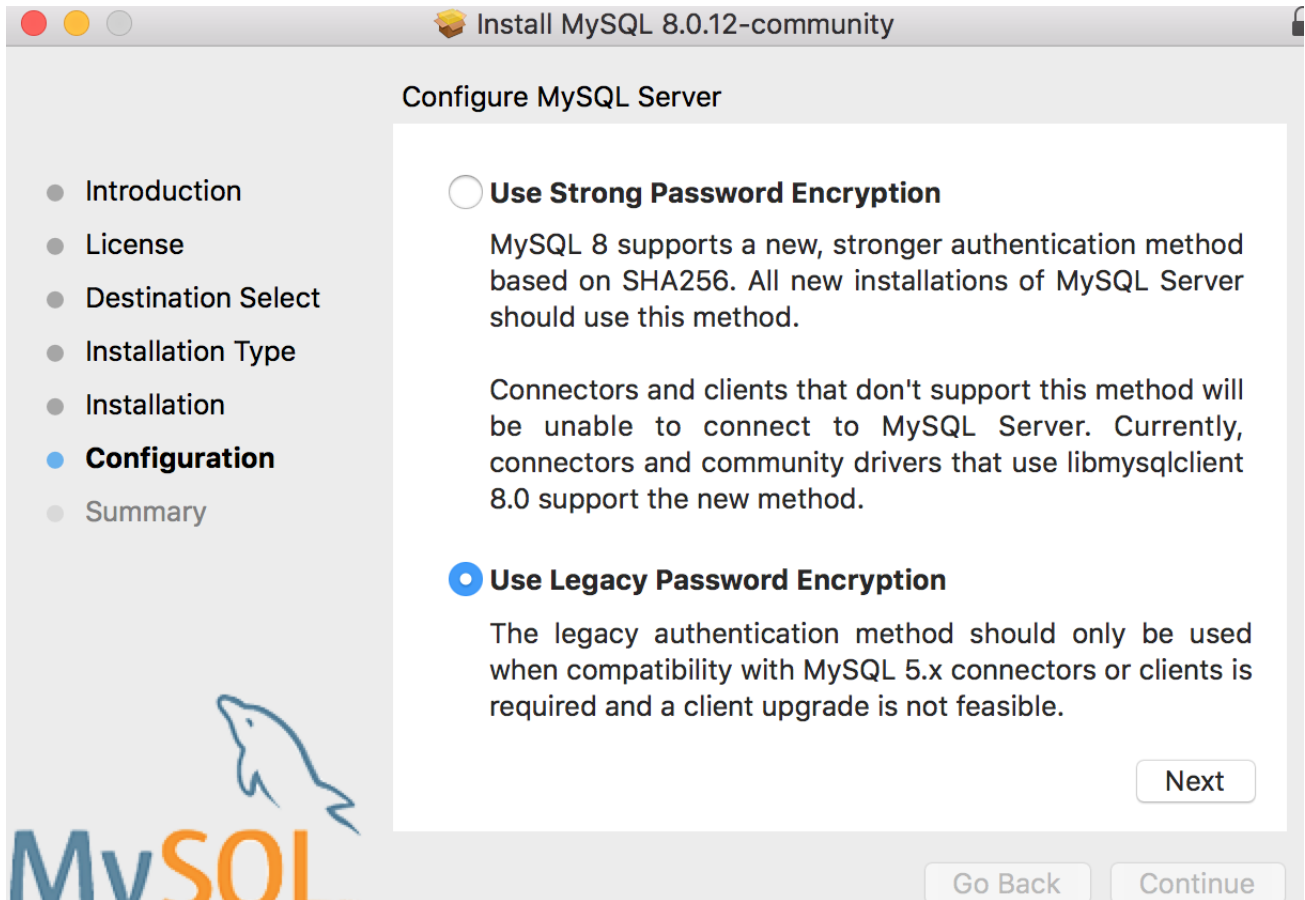 Install MySQL 8.0.12-community
Configure MySQL Server
Introduction
License
Destination Select
Installation Type
Installation
Configuration
Summary
Use Strong Password Encryption
MySQL 8 supports a new, stronger authentication method
based on SHA256. All new installations of MySQL Server
should use this method.
Connectors and clients that don't support this method will
be unable to connect to MySQL Server. Currently,
connectors and community drivers that use libmysqlclient
8.0 support the new method.
Use Legacy Password Encryption
The legacy authentication method should only be used
when compatibility with MySQL 5.x connectors or clients is
required and a client upgrade is not feasible.
Next
MySQL
Go Back Continue